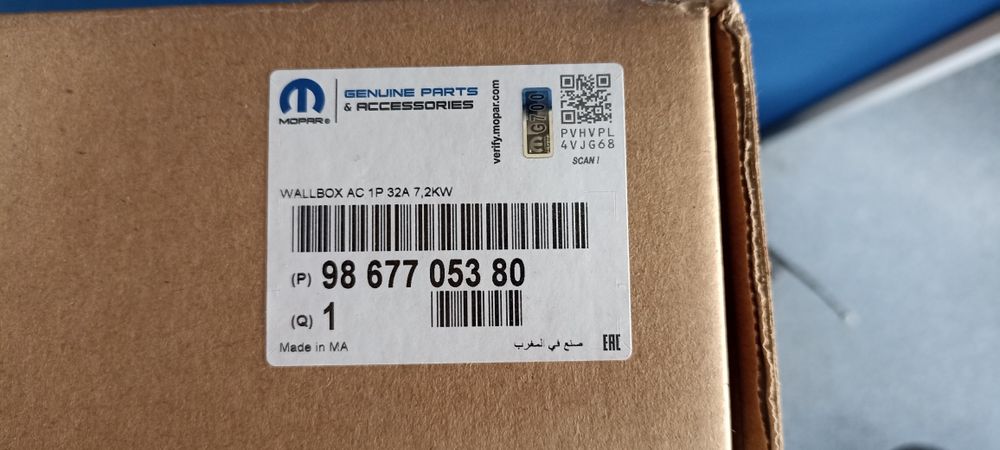 MOPAR®
GENUINE PARTS
& ACCESSORIES
verify.mopar.com
G700
PVHVPL
4VJG68
SCAN!
WALLBOX AC 1P 32A 7,2KW
(P) 98 677 053 80
(Q) 1
Made in MA
صنع في المغرب
EAC